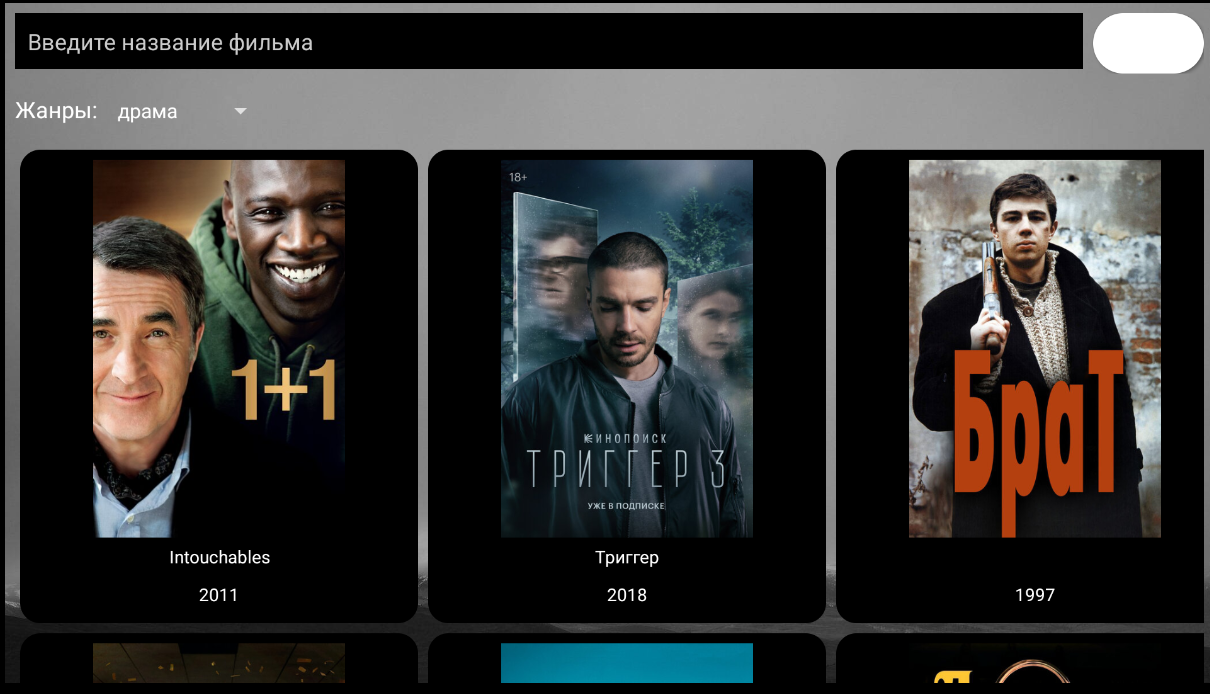 Введите название фильма
Жанры: драма
1+1
18+
КИНОПОИСК
ТРИГГЕР 3
УЖЕ В ПОДПИСКЕ
БраТ
Intouchables
Триггер
2011
2018
1997